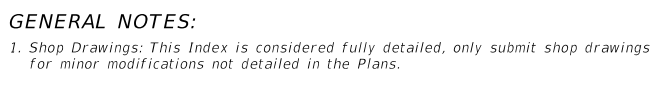 GENERAL NOTES:
1. Shop Drawings: This Index is considered fully detailed, only submit shop drawings
for minor modifications not detailed in the Plans.